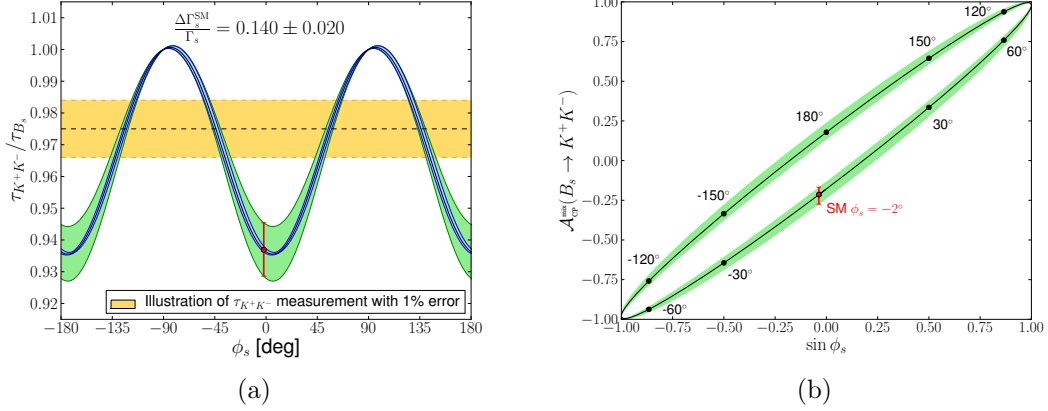 ΔΓ_s^SM/Γ_s = 0.140 ± 0.020
τ_{K⁺K⁻}/τ_{B_s}
1.01
1.00
0.99
0.98
0.97
0.96
0.95
0.94
0.93
0.92
Illustration of τ_{K⁺K⁻} measurement with 1% error
−180 −135 −90 −45 0 45 90 135 180
φ_s [deg]
(a)
𝒜_CP^mix(B_s → K⁺K⁻)
1.00
0.75
0.50
0.25
0.00
−0.25
−0.50
−0.75
−1.00
120°
150°
60°
180°
30°
-150°
SM φ_s = −2°
-120°
-30°
-60°
−1.00 −0.75 −0.50 −0.25 0.00 0.25 0.50 0.75 1.00
sin φ_s
(b)